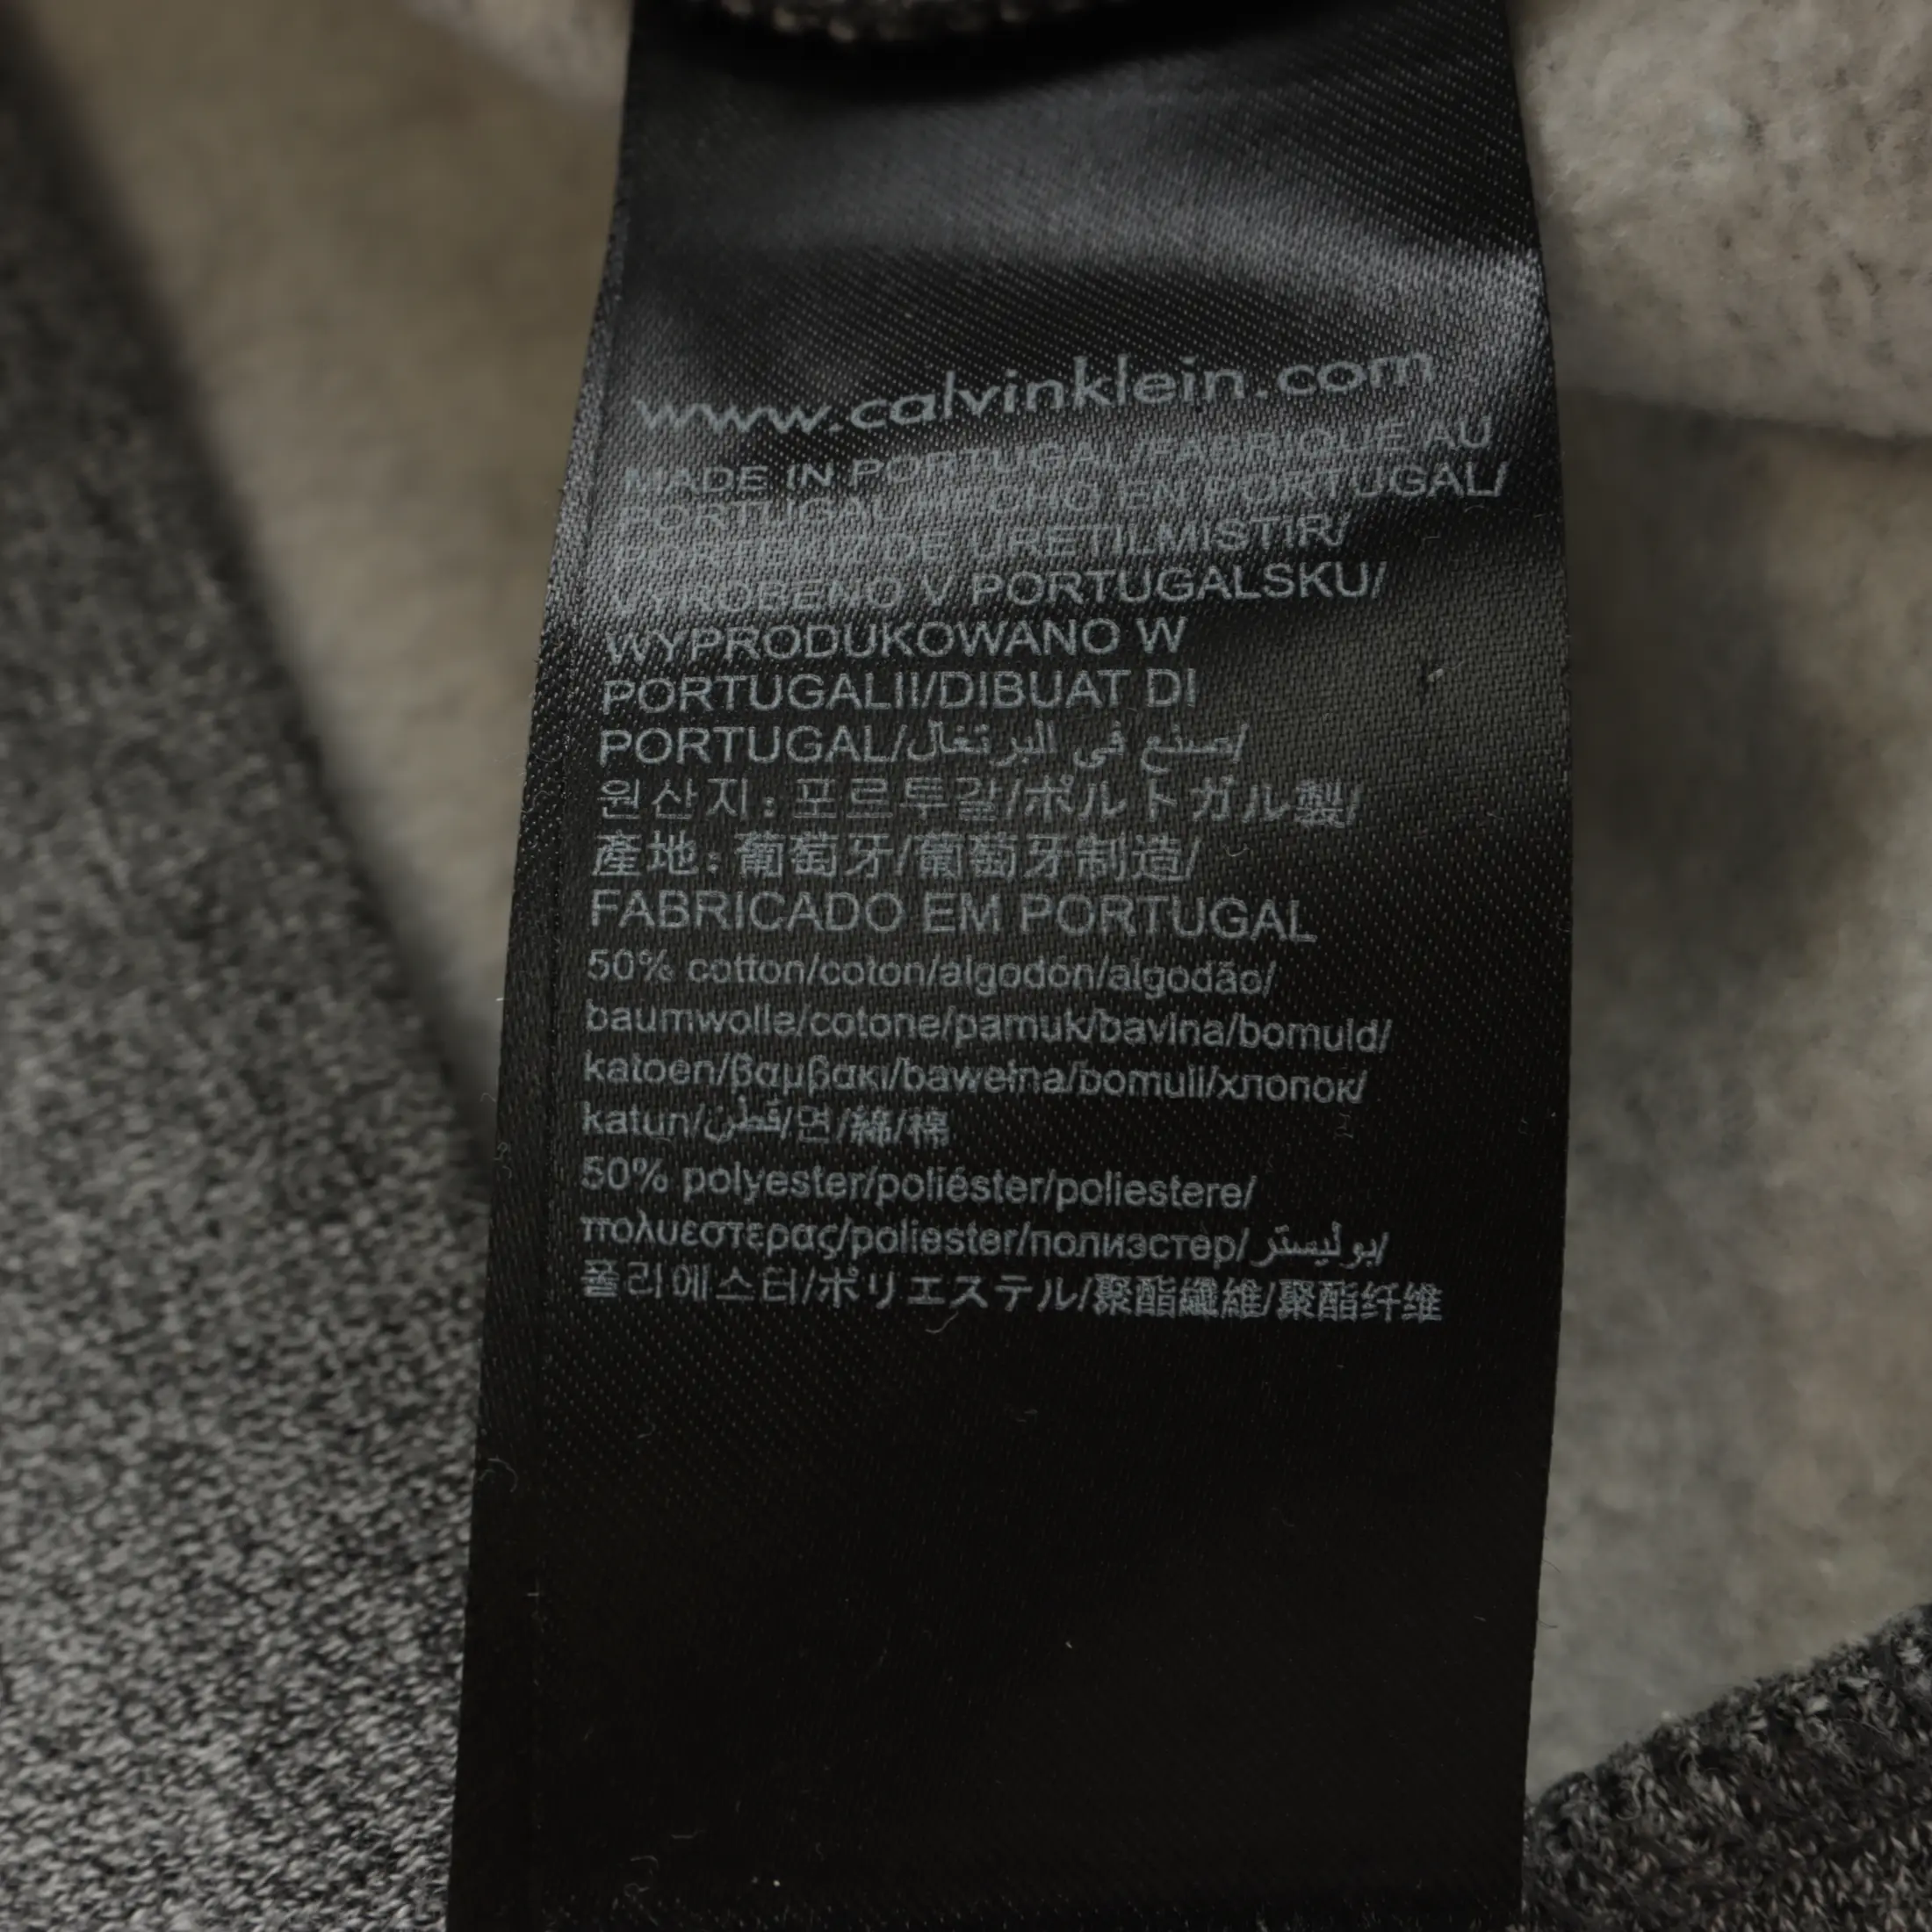 www.calvinklein.com
MADE IN PORTUGAL/FABRIQUE AU
PORTUGAL/HECHO EN PORTUGAL/
PORTEKIZ'DE URETILMISTIR/
VYROBENO V PORTUGALSKU/
WYPRODUKOWANO W
PORTUGALII/DIBUAT DI
PORTUGAL/صنع في البرتغال/
원산지: 포르투갈/ポルトガル製/
產地: 葡萄牙/葡萄牙制造/
FABRICADO EM PORTUGAL
50% cotton/coton/algodón/algodão/
baumwolle/cotone/pamuk/bavlna/bomuld/
katoen/βαμβακι/bawełna/bomull/хлопок/
katun/قطن/면/綿/棉
50% polyester/poliéster/poliestere/
πολυεστερας/poliester/полиэстер/بوليستر/
폴리에스터/ポリエステル/聚酯纖維/聚酯纤维